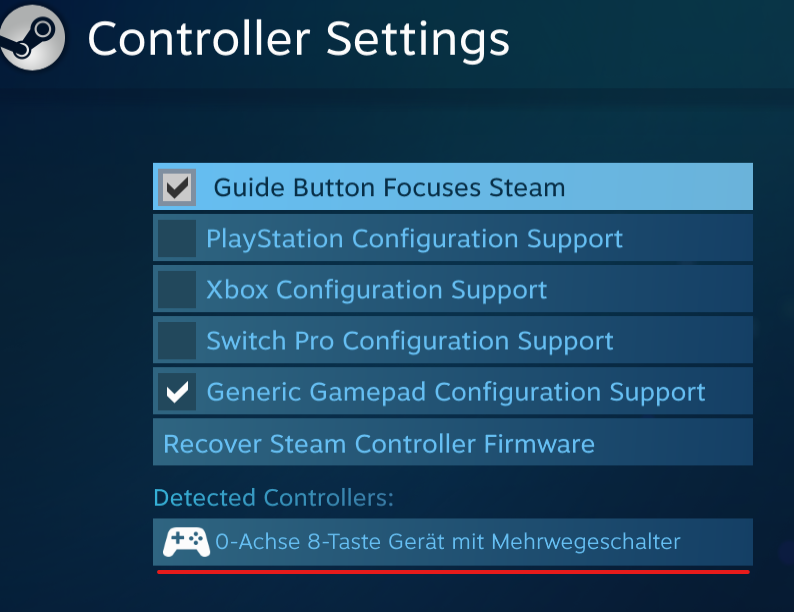 Controller Settings
Guide Button Focuses Steam
PlayStation Configuration Support
Xbox Configuration Support
Switch Pro Configuration Support
Generic Gamepad Configuration Support
Recover Steam Controller Firmware
Detected Controllers:
0-Achse 8-Taste Gerät mit Mehrwegeschalter